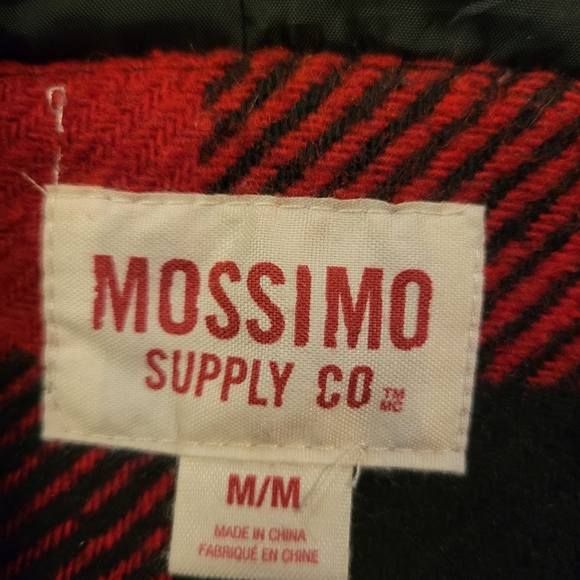 MOSSIMO
SUPPLY CO ™ MC
M/M
MADE IN CHINA
FABRIQUÉ EN CHINE